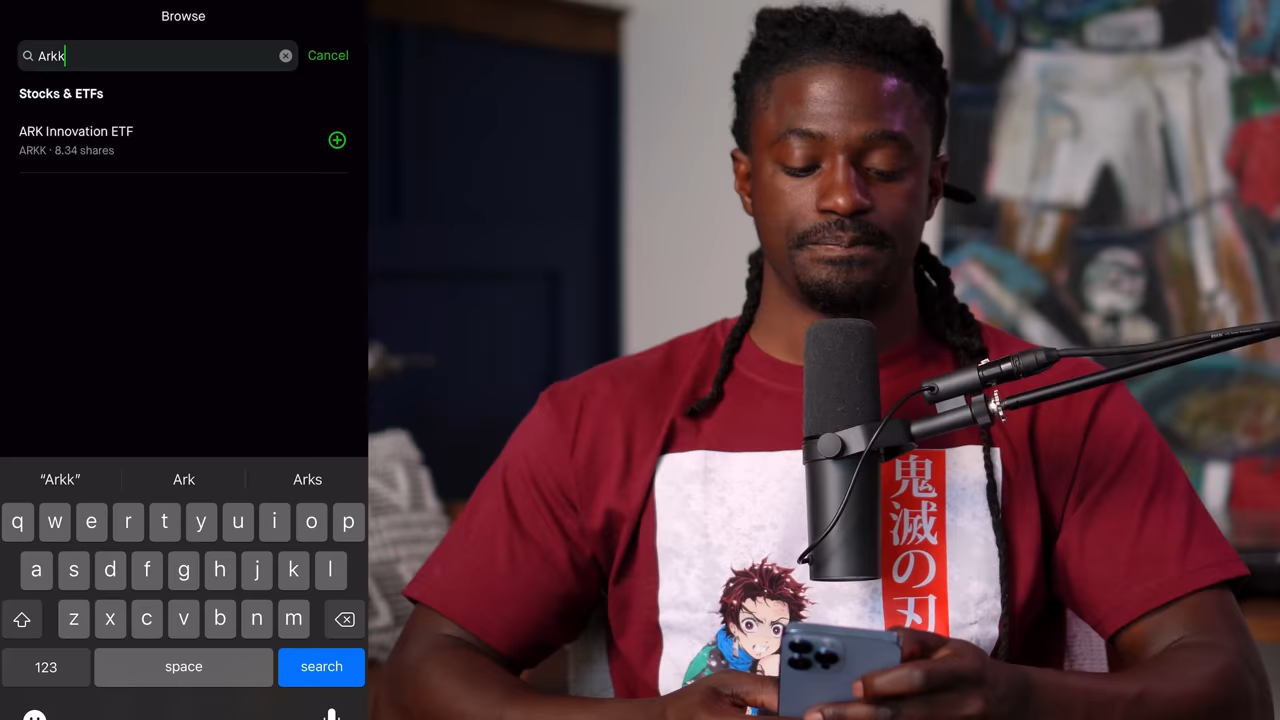 Browse
Arkk
Cancel
Stocks & ETFs
ARK Innovation ETF
ARKK · 8.34 shares
“Arkk”
Ark
Arks
q w e r t y u i o p
a s d f g h j k l
z x c v b n m
123
space
search
鬼滅の刃